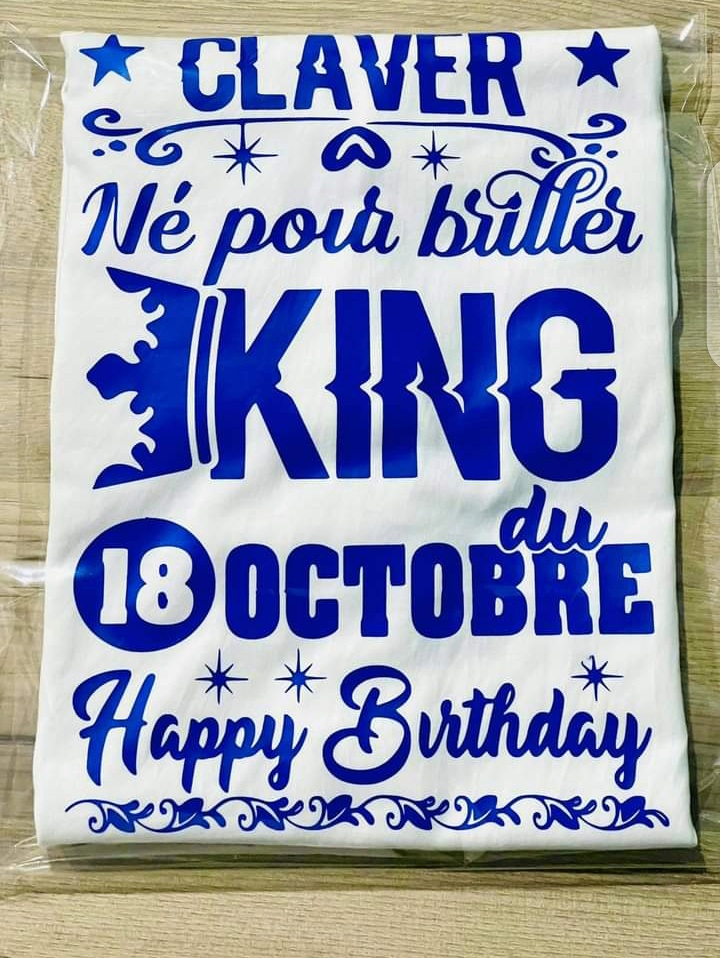 CLAVER
Né pour briller
KING
du
18 OCTOBRE
Happy Birthday